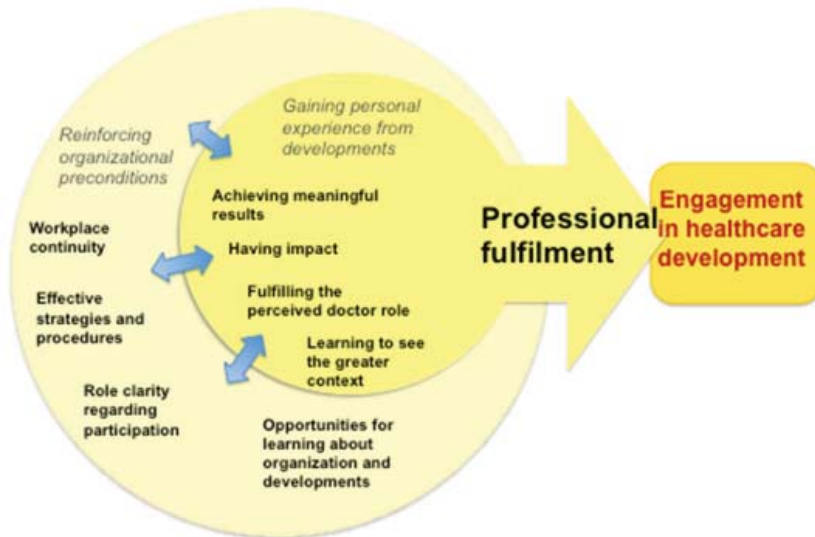 Reinforcing
organizational
preconditions
Gaining personal
experience from
developments
Workplace
continuity
Effective
strategies and
procedures
Role clarity
regarding
participation
Opportunities for
learning about
organization and
developments
Achieving meaningful
results
Having impact
Fulfilling the
perceived doctor role
Learning to see
the greater
context
Professional
fulfilment
Engagement
in healthcare
development